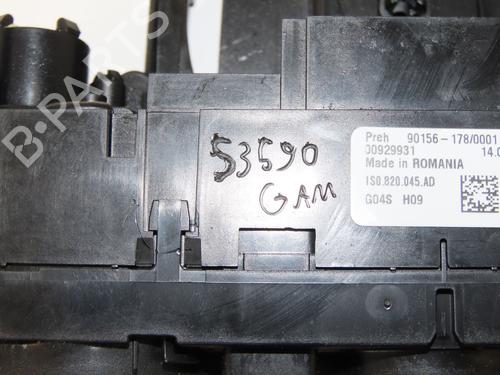 53590
GAM
Preh 90156-178/0001
00929931 14.0
Made in ROMANIA
1S0.820.045.AD
G04S H09
B-PARTS